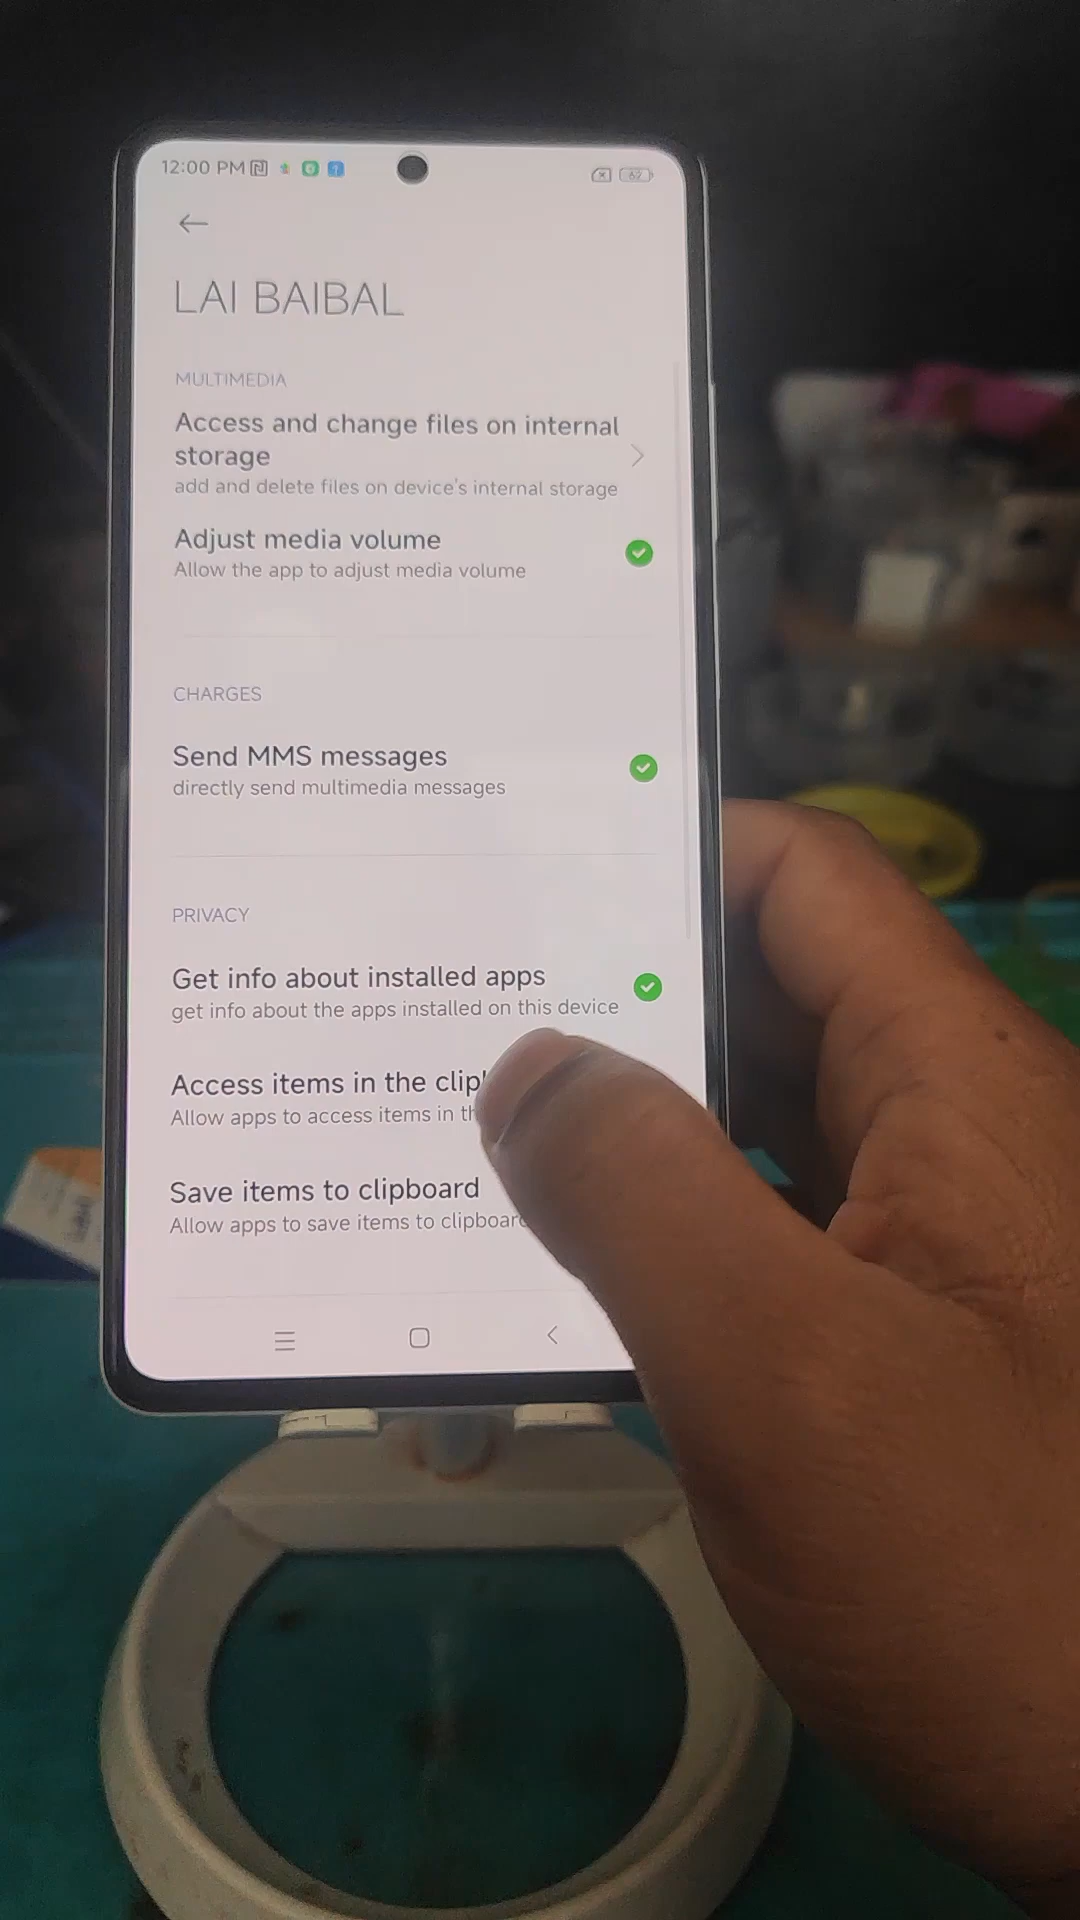 12:00 PM
62
LAI BAIBAL
MULTIMEDIA
Access and change files on internal
storage
add and delete files on device's internal storage
Adjust media volume
Allow the app to adjust media volume
CHARGES
Send MMS messages
directly send multimedia messages
PRIVACY
Get info about installed apps
get info about the apps installed on this device
Access items in the
Allow apps to access items in
Save items to clipboard
Allow apps to save items to